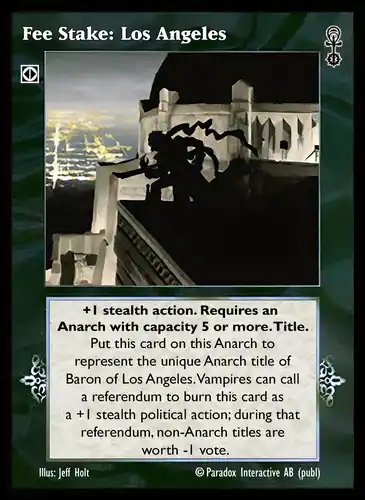 Fee Stake: Los Angeles
+1 stealth action. Requires an
Anarch with capacity 5 or more. Title.
Put this card on this Anarch to
represent the unique Anarch title of
Baron of Los Angeles. Vampires can call
a referendum to burn this card as
a +1 stealth political action; during that
referendum, non-Anarch titles are
worth -1 vote.
Illus: Jeff Holt
© Paradox Interactive AB (publ)